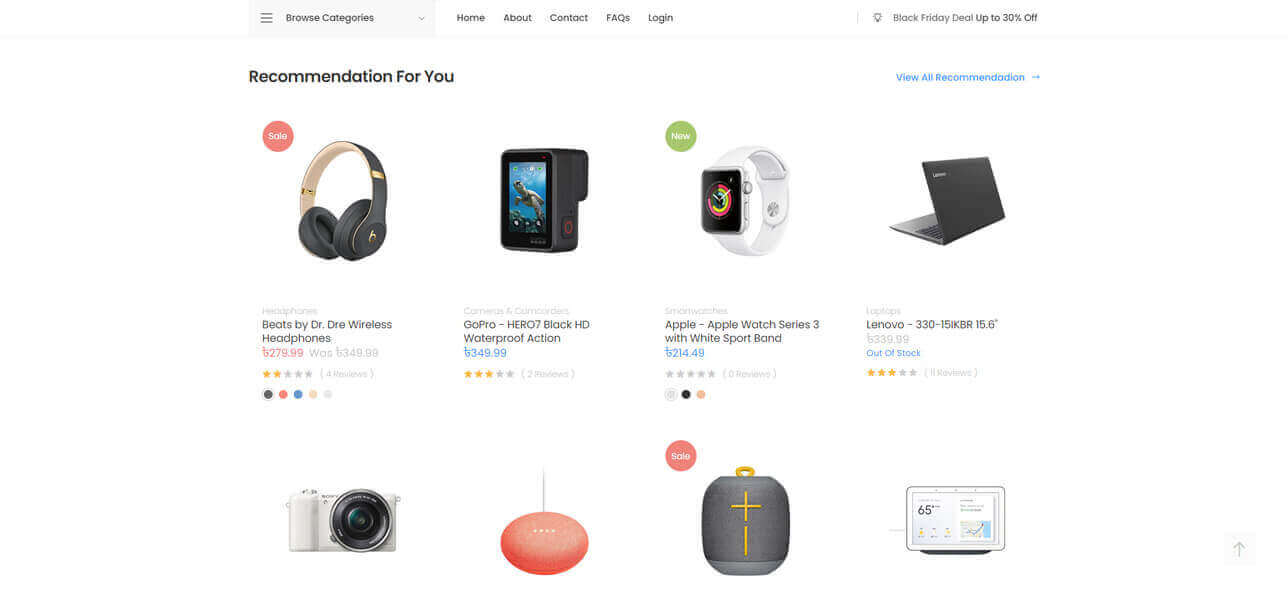 Browse Categories
Home About Contact FAQs Login
Black Friday Deal Up to 30% Off
Recommendation For You
View All Recommendadion →
Sale
New
Lenovo
Headphones
Beats by Dr. Dre Wireless
Headphones
৳279.99 Was ৳349.99
( 4 Reviews )
Cameras & Camcorders
GoPro - HERO7 Black HD
Waterproof Action
৳349.99
( 2 Reviews )
Smartwatches
Apple - Apple Watch Series 3
with White Sport Band
৳214.49
( 0 Reviews )
Laptops
Lenovo - 330-15IKBR 15.6"
৳339.99
Out Of Stock
( 11 Reviews )
SONY
Sale
65°